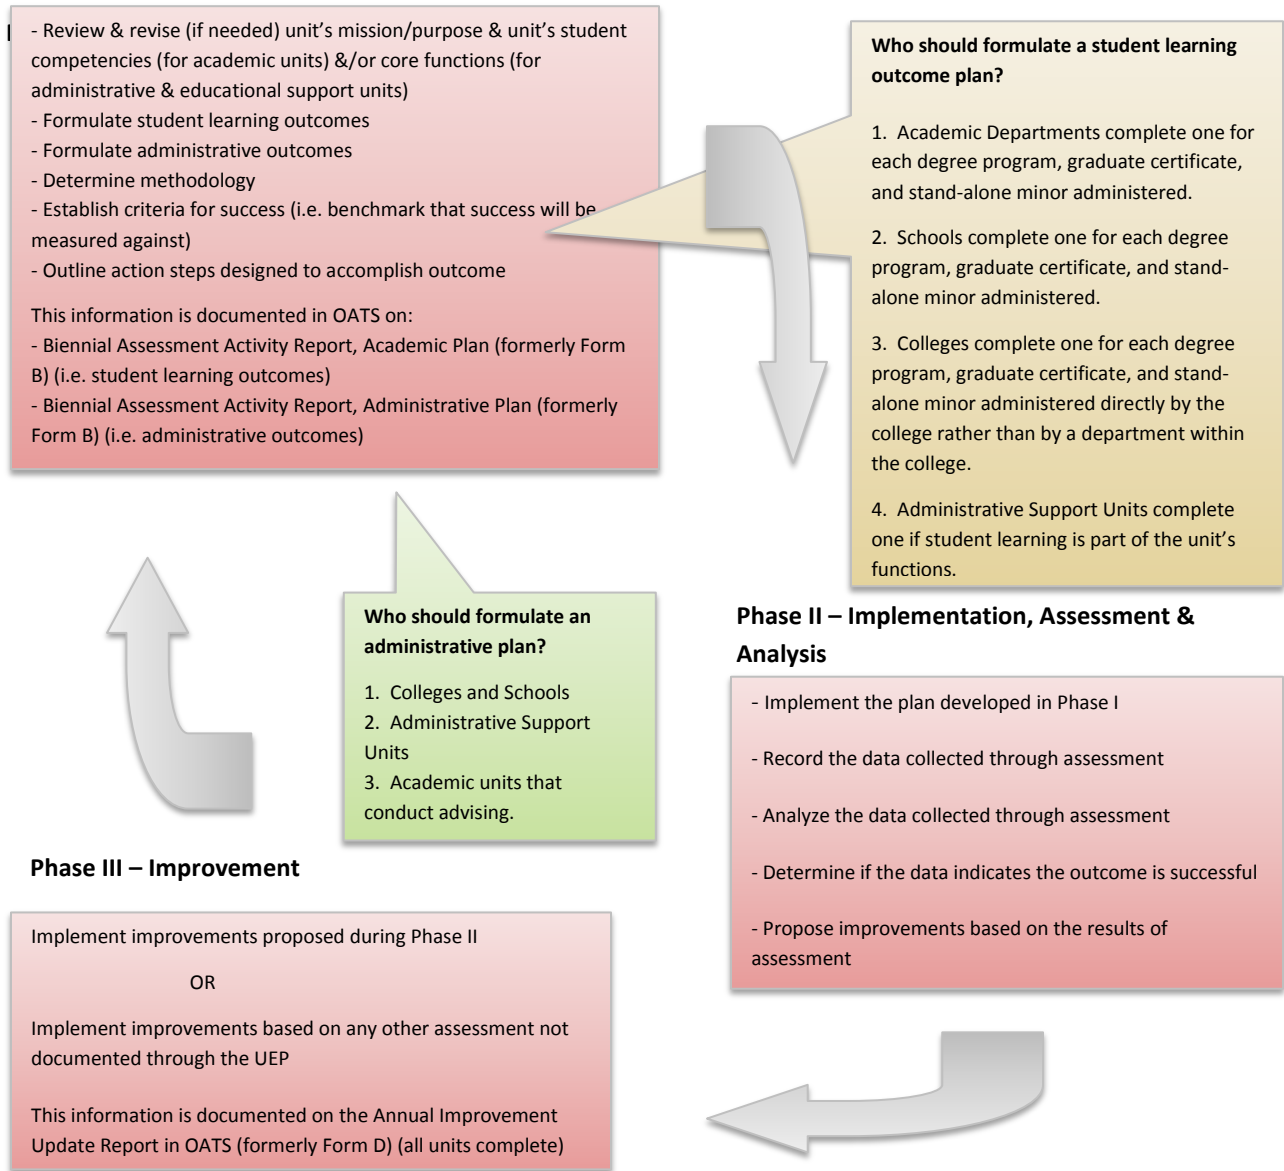 - Review & revise (if needed) unit’s mission/purpose & unit’s student
competencies (for academic units) &/or core functions (for
administrative & educational support units)
- Formulate student learning outcomes
- Formulate administrative outcomes
- Determine methodology
- Establish criteria for success (i.e. benchmark that success will be
measured against)
- Outline action steps designed to accomplish outcome
This information is documented in OATS on:
- Biennial Assessment Activity Report, Academic Plan (formerly Form
B) (i.e. student learning outcomes)
- Biennial Assessment Activity Report, Administrative Plan (formerly
Form B) (i.e. administrative outcomes)
Who should formulate a student learning
outcome plan?
1. Academic Departments complete one for
each degree program, graduate certificate,
and stand-alone minor administered.
2. Schools complete one for each degree
program, graduate certificate, and stand-
alone minor administered.
3. Colleges complete one for each degree
program, graduate certificate, and stand-
alone minor administered directly by the
college rather than by a department within
the college.
4. Administrative Support Units complete
one if student learning is part of the unit’s
functions.
Who should formulate an
administrative plan?
1. Colleges and Schools
2. Administrative Support
Units
3. Academic units that
conduct advising.
Phase II – Implementation, Assessment &
Analysis
- Implement the plan developed in Phase I
- Record the data collected through assessment
- Analyze the data collected through assessment
- Determine if the data indicates the outcome is successful
- Propose improvements based on the results of
assessment
Phase III – Improvement
Implement improvements proposed during Phase II
OR
Implement improvements based on any other assessment not
documented through the UEP
This information is documented on the Annual Improvement
Update Report in OATS (formerly Form D) (all units complete)